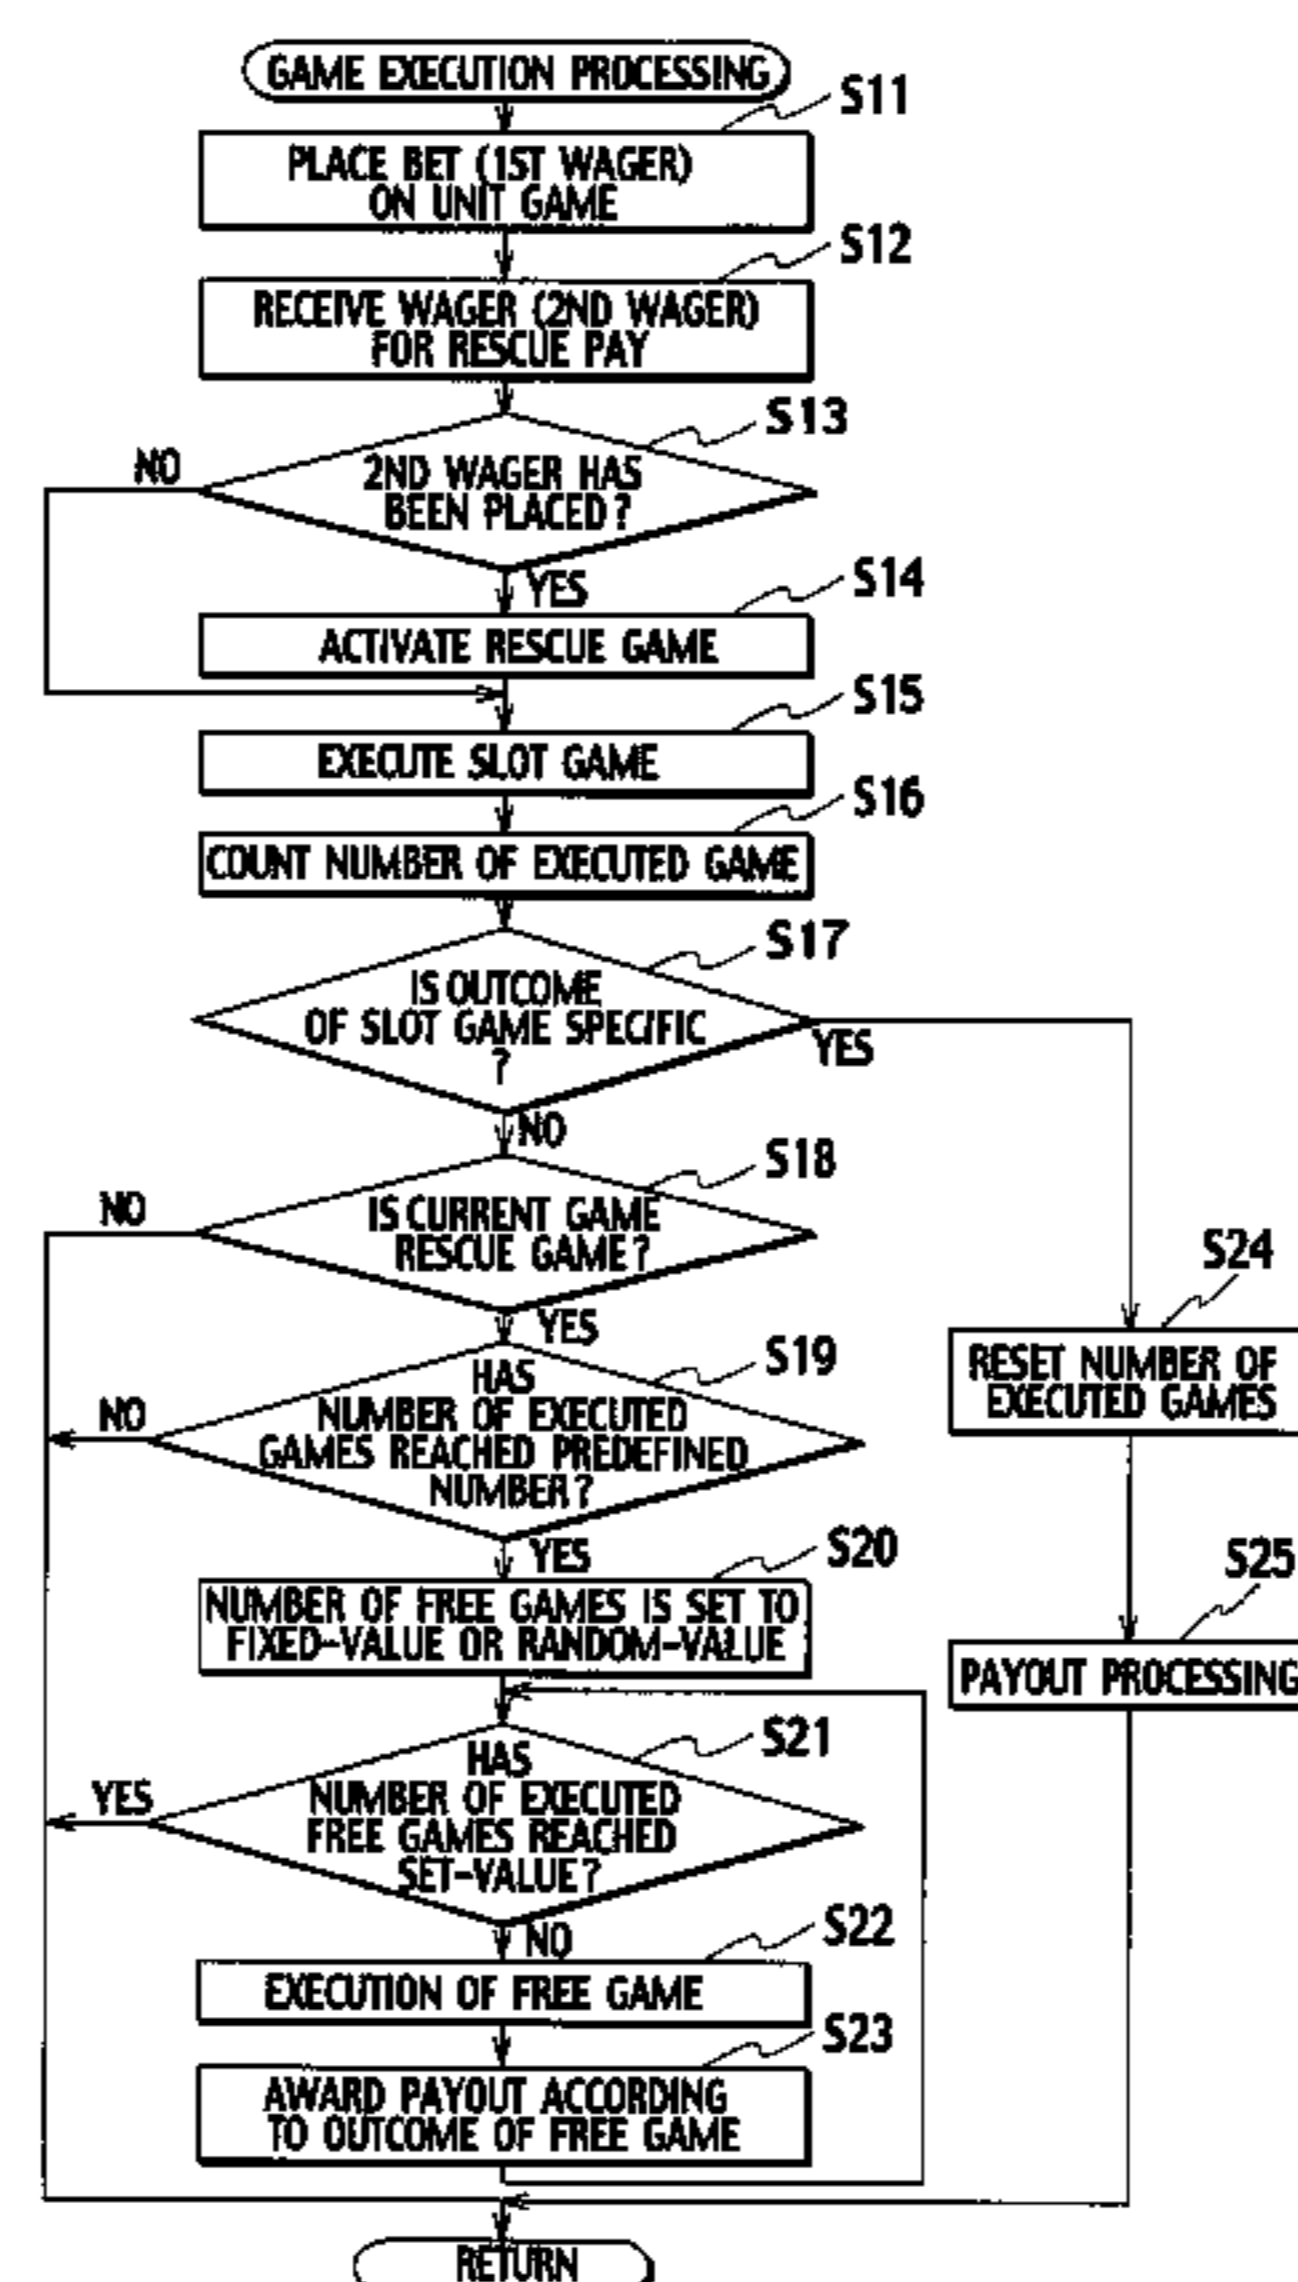 GAME EXECUTION PROCESSING
S11
PLACE BET (1ST WAGER)
ON UNIT GAME
S12
RECEIVE WAGER (2ND WAGER)
FOR RESCUE PAY
S13
NO
2ND WAGER HAS
BEEN PLACED?
YES
S14
ACTIVATE RESCUE GAME
S15
EXECUTE SLOT GAME
S16
COUNT NUMBER OF EXECUTED GAME
S17
IS OUTCOME
OF SLOT GAME SPECIFIC
?
YES
NO
S18
NO
IS CURRENT GAME
RESCUE GAME?
YES
S19
HAS
NO
NUMBER OF EXECUTED
GAMES REACHED PREDEFINED
NUMBER?
YES
S20
NUMBER OF FREE GAMES IS SET TO
FIXED-VALUE OR RANDOM-VALUE
S21
HAS
YES
NUMBER OF EXECUTED
FREE GAMES REACHED
SET-VALUE?
NO
S22
EXECUTION OF FREE GAME
S23
AWARD PAYOUT ACCORDING
TO OUTCOME OF FREE GAME
S24
RESET NUMBER OF
EXECUTED GAMES
S25
PAYOUT PROCESSING
RETURN